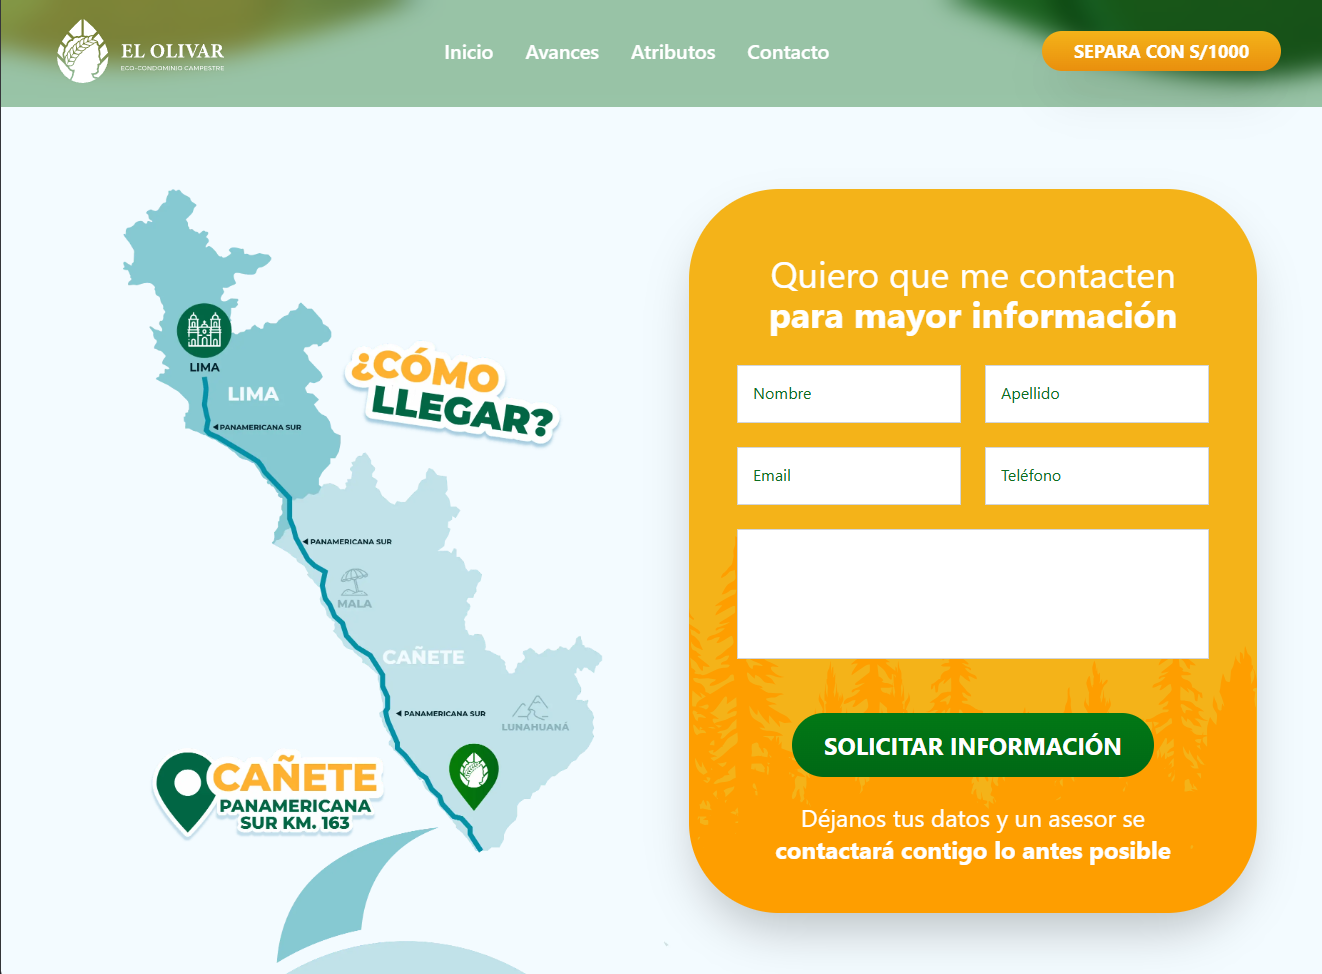 EL OLIVAR
ECO-CONDOMINIO CAMPESTRE
Inicio
Avances
Atributos
Contacto
SEPARA CON S/1000
LIMA
LIMA
PANAMERICANA SUR
¿CÓMO
LLEGAR?
PANAMERICANA SUR
MALA
CAÑETE
PANAMERICANA SUR
LUNAHUANÁ
CAÑETE
PANAMERICANA
SUR KM. 163
Quiero que me contacten
para mayor información
Nombre
Apellido
Email
Teléfono
SOLICITAR INFORMACIÓN
Déjanos tus datos y un asesor se
contactará contigo lo antes posible